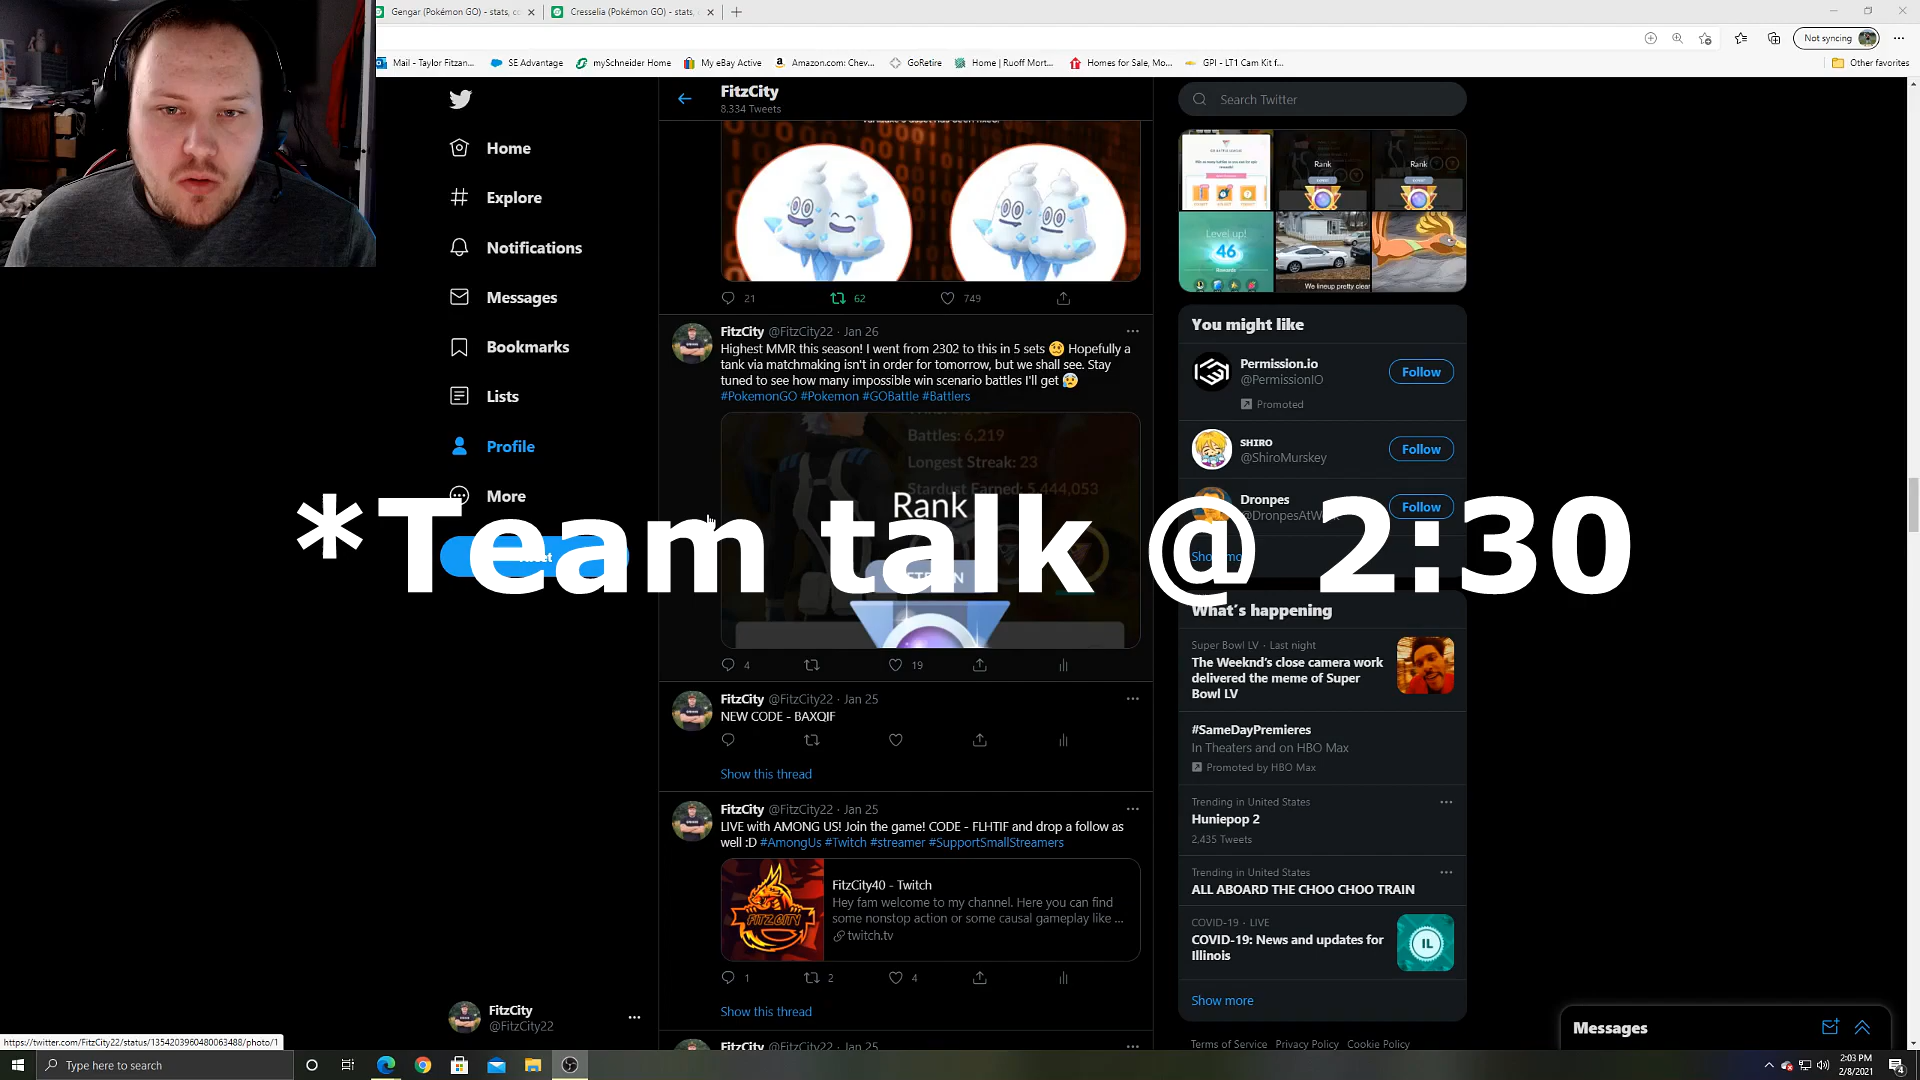 Gengar (Pokémon GO) - stats, c
Cresselia (Pokémon GO) - stats,
Not syncing
Mail - Taylor Fitzan...
SE Advantage
mySchneider Home
My eBay Active
Amazon.com: Chev...
GoRetire
Home | Ruoff Mort...
Homes for Sale, Mo...
GPI - LT1 Cam Kit f...
Other favorites
Home
Explore
Notifications
Messages
Bookmarks
Lists
Profile
More
FitzCity
@FitzCity22
FitzCity
8,334 Tweets
21 62 749
FitzCity @FitzCity22 · Jan 26
Highest MMR this season! I went from 2302 to this in 5 sets 🤨 Hopefully a
tank via matchmaking isn't in order for tomorrow, but we shall see. Stay
tuned to see how many impossible win scenario battles I'll get 😰
#PokemonGO #Pokemon #GOBattle #Battlers
Battles: 6,219
Longest Streak: 23
Stardust Earned: 5,444,053
Rank
*Team talk @ 2:30
4 19
FitzCity @FitzCity22 · Jan 25
NEW CODE - BAXQIF
Show this thread
FitzCity @FitzCity22 · Jan 25
LIVE with AMONG US! Join the game! CODE - FLHTIF and drop a follow as
well :D #AmongUs #Twitch #streamer #SupportSmallStreamers
FITZCITY
FitzCity40 - Twitch
Hey fam welcome to my channel. Here you can find
some nonstop action or some causal gameplay like ...
twitch.tv
1 2 4
Show this thread
FitzCity @FitzCity22 · Jan 25
Search Twitter
Rank
Rank
Level up!
46
Rewards
We lineup pretty clear
You might like
Permission.io
@PermissionIO
Follow
Promoted
SHIRO
@ShiroMurskey
Follow
Dronpes
Follow
What's happening
Super Bowl LV · Last night
The Weeknd's close camera work
delivered the meme of Super
Bowl LV
#SameDayPremieres
In Theaters and on HBO Max
Promoted by HBO Max
Trending in United States
Huniepop 2
2,435 Tweets
Trending in United States
ALL ABOARD THE CHOO CHOO TRAIN
COVID-19 · LIVE
COVID-19: News and updates for
Illinois
IL
Show more
Terms of Service Privacy Policy Cookie Policy
Messages
https://twitter.com/FitzCity22/status/1354203960480063488/photo/1
Type here to search
2:03 PM
2/8/2021
4